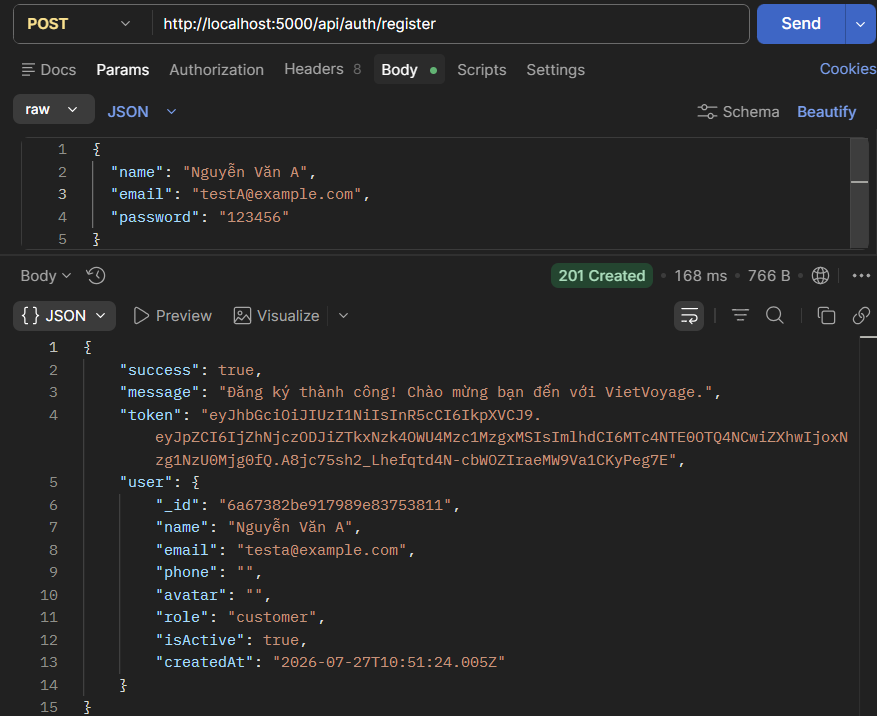 POST http://localhost:5000/api/auth/register Send
Docs Params Authorization Headers 8 Body Scripts Settings Cookies
raw JSON Schema Beautify
1 {
2 "name": "Nguyễn Văn A",
3 "email": "testA@example.com",
4 "password": "123456"
5 }
Body 201 Created • 168 ms • 766 B •
{} JSON Preview Visualize
1 {
2 "success": true,
3 "message": "Đăng ký thành công! Chào mừng bạn đến với VietVoyage.",
4 "token": "eyJhbGciOiJIUzI1NiIsInR5cCI6IkpXVCJ9.
eyJpZCI6IjZhNjczODJiZTkxNzk4OWU4Mzc1MzgxMSIsImlhdCI6MTc4NTE0OTQ4NCwiZXhwIjoxN
zg1NzU0Mjg0fQ.A8jc75sh2_Lhefqtd4N-cbWOZIraeMW9Va1CKyPeg7E",
5 "user": {
6 "_id": "6a67382be917989e83753811",
7 "name": "Nguyễn Văn A",
8 "email": "testa@example.com",
9 "phone": "",
10 "avatar": "",
11 "role": "customer",
12 "isActive": true,
13 "createdAt": "2026-07-27T10:51:24.005Z"
14 }
15 }